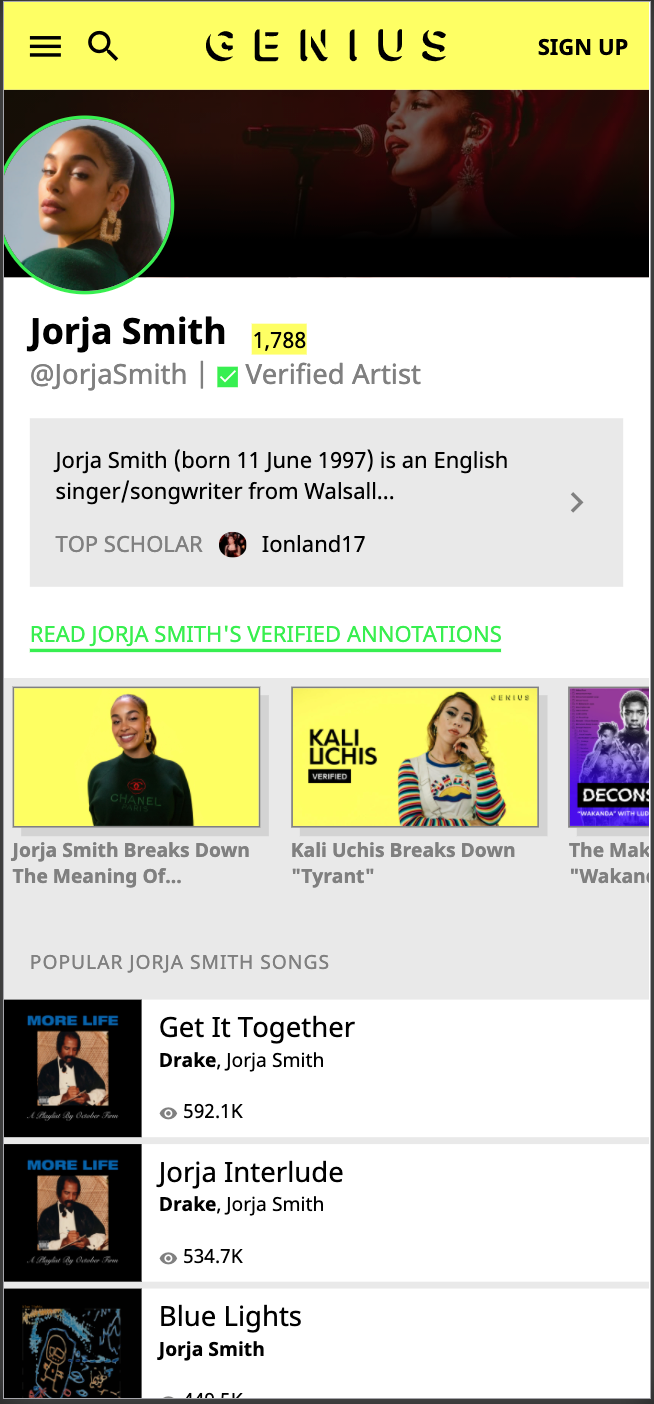 GENIUS
SIGN UP
Jorja Smith 1,788
@JorjaSmith | Verified Artist
Jorja Smith (born 11 June 1997) is an English
singer/songwriter from Walsall...
TOP SCHOLAR Ionland17
READ JORJA SMITH'S VERIFIED ANNOTATIONS
CHANEL
PARIS
GENIUS
KALI
UCHIS
VERIFIED
DECONS
"WAKANDA" WITH LUD
Jorja Smith Breaks Down
The Meaning Of...
Kali Uchis Breaks Down
"Tyrant"
The Mak
"Wakand
POPULAR JORJA SMITH SONGS
MORE LIFE
A Playlist By October Firm
Get It Together
Drake, Jorja Smith
592.1K
MORE LIFE
A Playlist By October Firm
Jorja Interlude
Drake, Jorja Smith
534.7K
Blue Lights
Jorja Smith